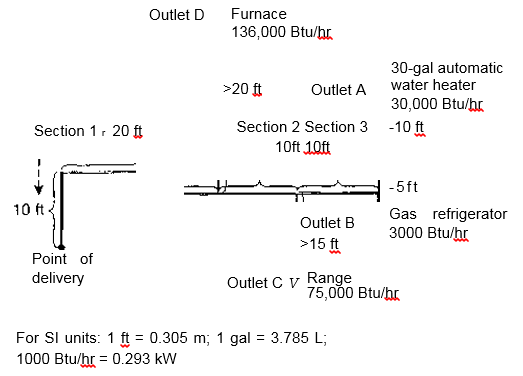 Outlet D Furnace
136,000 Btu/hr
30-gal automatic
>20 ft Outlet A water heater
30,000 Btu/hr
Section 1 r 20 ft Section 2 Section 3 -10 ft
10ft 10ft
-5ft
10 ft
Gas refrigerator
Outlet B 3000 Btu/hr
>15 ft
Point of
delivery
Outlet C V Range
75,000 Btu/hr
For SI units: 1 ft = 0.305 m; 1 gal = 3.785 L;
1000 Btu/hr = 0.293 kW